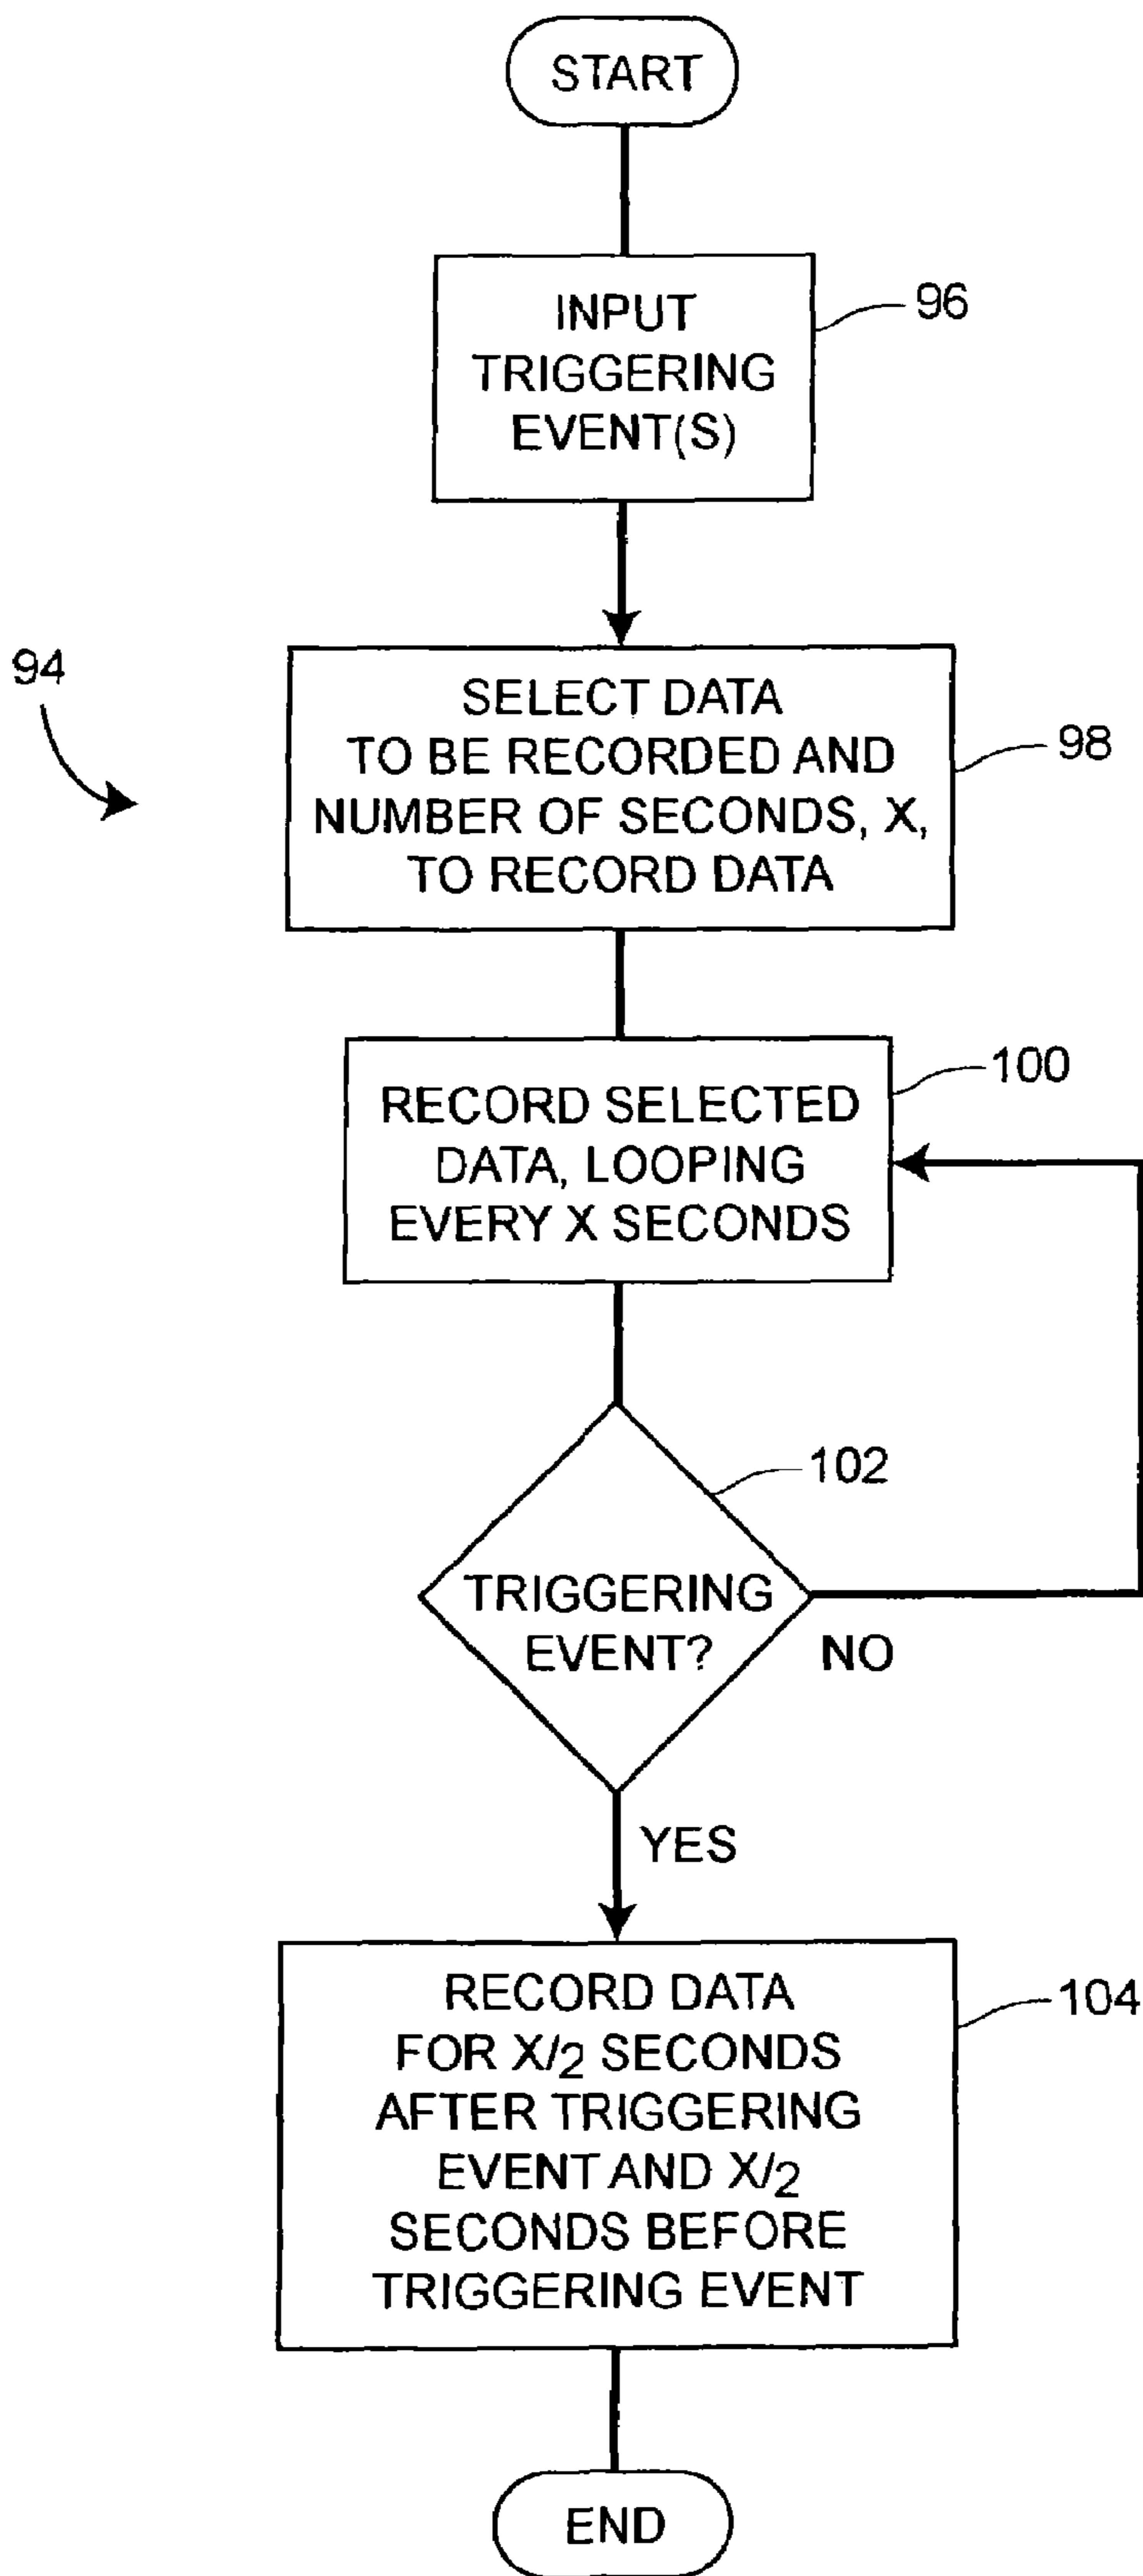 START
INPUT
TRIGGERING
EVENT(S)
96
94
SELECT DATA
TO BE RECORDED AND
NUMBER OF SECONDS, X,
TO RECORD DATA
98
RECORD SELECTED
DATA, LOOPING
EVERY X SECONDS
100
102
TRIGGERING
EVENT?
NO
YES
RECORD DATA
FOR X/2 SECONDS
AFTER TRIGGERING
EVENT AND X/2
SECONDS BEFORE
TRIGGERING EVENT
104
END